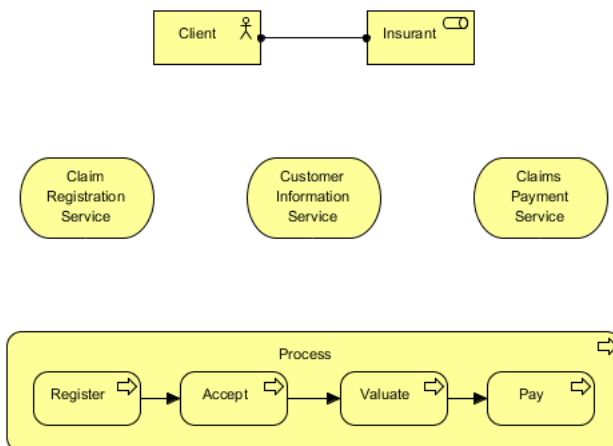 Client
Insurant
Claim
Registration
Service
Customer
Information
Service
Claims
Payment
Service
Process
Register
Accept
Valuate
Pay